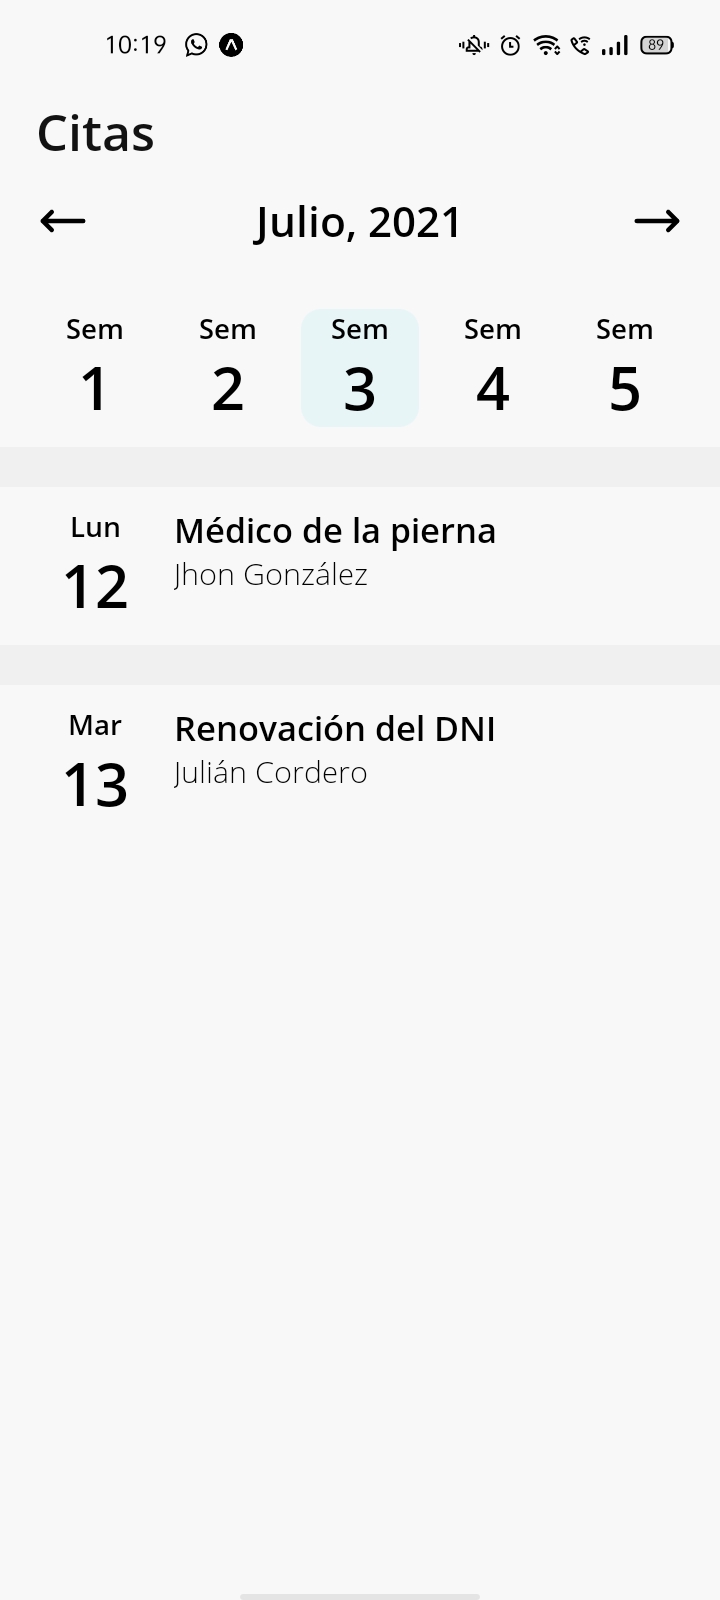 10:19
89
Citas
Julio, 2021
Sem Sem Sem Sem Sem
1 2 3 4 5
Lun
12
Médico de la pierna
Jhon González
Mar
13
Renovación del DNI
Julián Cordero